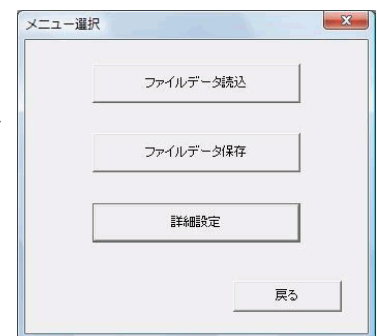 メニュー選択
ファイルデータ読込
ファイルデータ保存
詳細設定
戻る